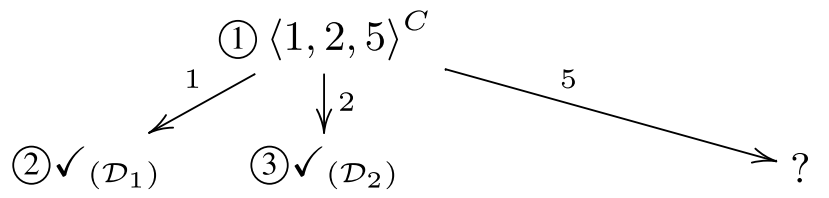 ① ⟨1, 2, 5⟩^C
1 2 5
② ✓(𝒟₁) ③ ✓(𝒟₂) ?